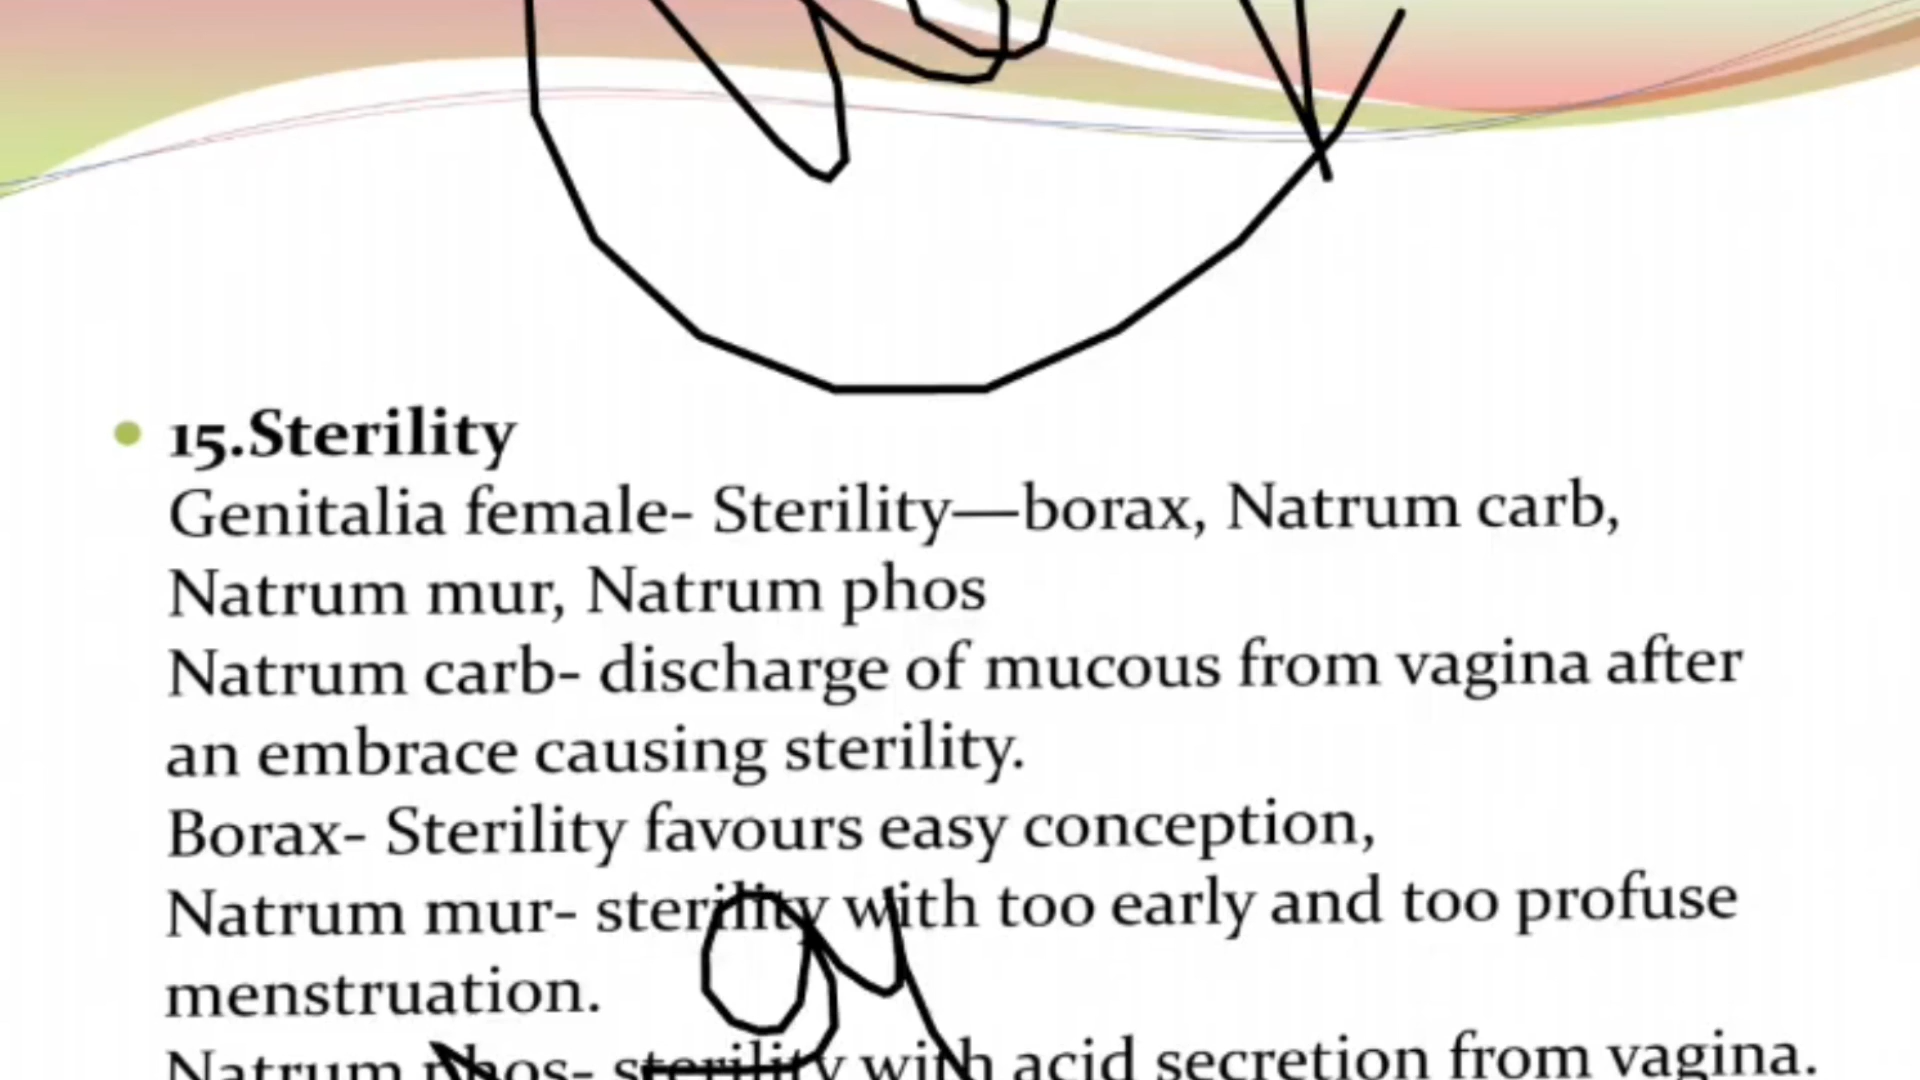 15.Sterility
Genitalia female- Sterility—borax, Natrum carb,
Natrum mur, Natrum phos
Natrum carb- discharge of mucous from vagina after
an embrace causing sterility.
Borax- Sterility favours easy conception,
Natrum mur- sterility with too early and too profuse
menstruation.
Natrum phos- sterility with acid secretion from vagina.